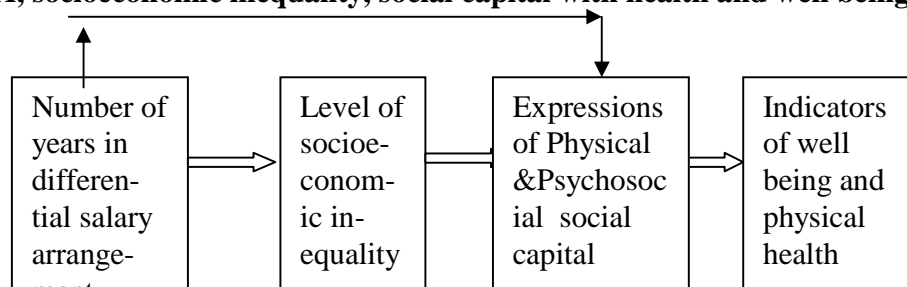 , socioeconomic inequality, social capital with health and well being
Number of
years in
differen-
tial salary
arrange-
Level of
socioe-
conom-
ic in-
equality
Expressions
of Physical
&Psychosoc
ial social
capital
Indicators
of well
being and
physical
health